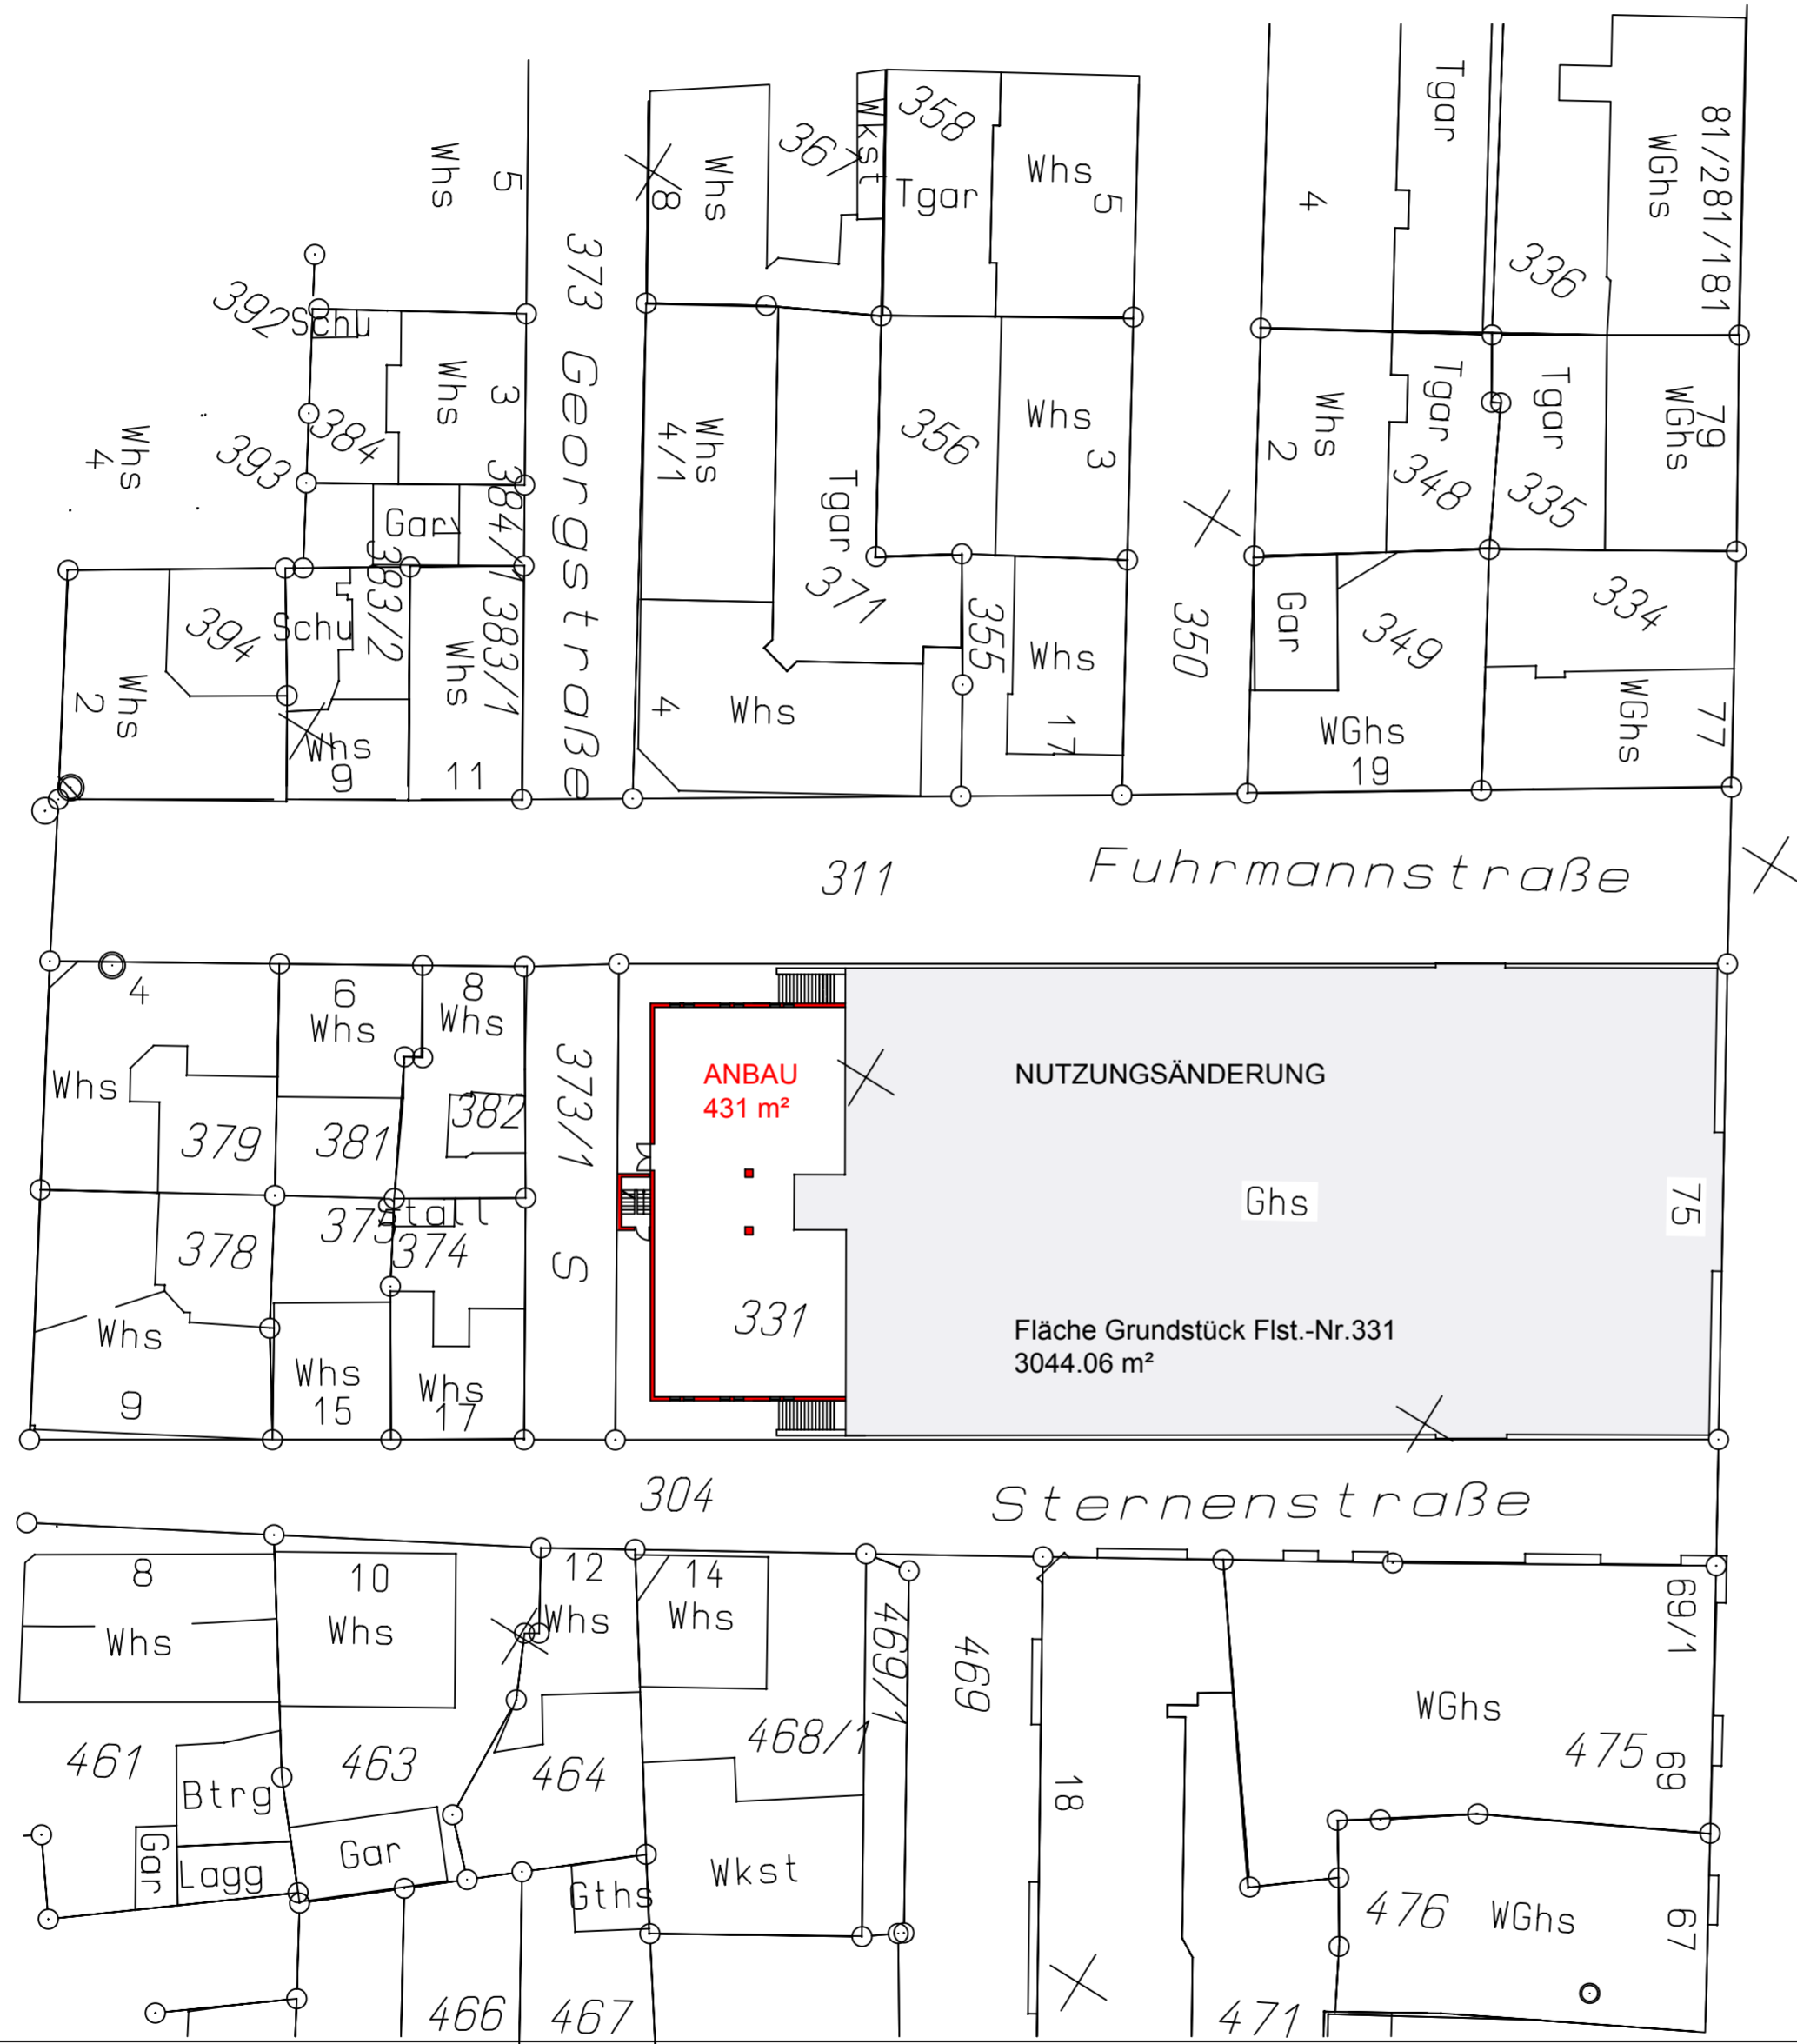 Whs
5
392
Schu
Whs
3
384
393
Whs
4
384/1
Gar
383/2
394
Schu
Whs
383/1
Whs
2
Whs
9
11
373 Georgstraße
8
Whs
367
Wkst
358
Tgar
Whs
5
Whs
4/1
Tgar
356
Whs
3
371
355
Whs
17
4
Whs
350
4
Tgar
336
WGhs
81/281/181
Whs
2
Tgar
348
Tgar
335
79
WGhs
Gar
349
334
WGhs
19
WGhs
77
311
Fuhrmannstraße
4
Whs
6
Whs
8
Whs
379
381
382
373/1
S
378
375
Stall
374
Whs
9
Whs
15
Whs
17
ANBAU
431 m²
NUTZUNGSÄNDERUNG
Ghs
75
331
Fläche Grundstück Flst.-Nr.331
3044.06 m²
304
Sternenstraße
8
Whs
10
Whs
12
Whs
14
Whs
469/1
469
69/1
WGhs
475
69
461
Btrg
Gar
Lagg
463
Gar
464
468/1
Gths
Wkst
18
476
WGhs
67
466
467
471